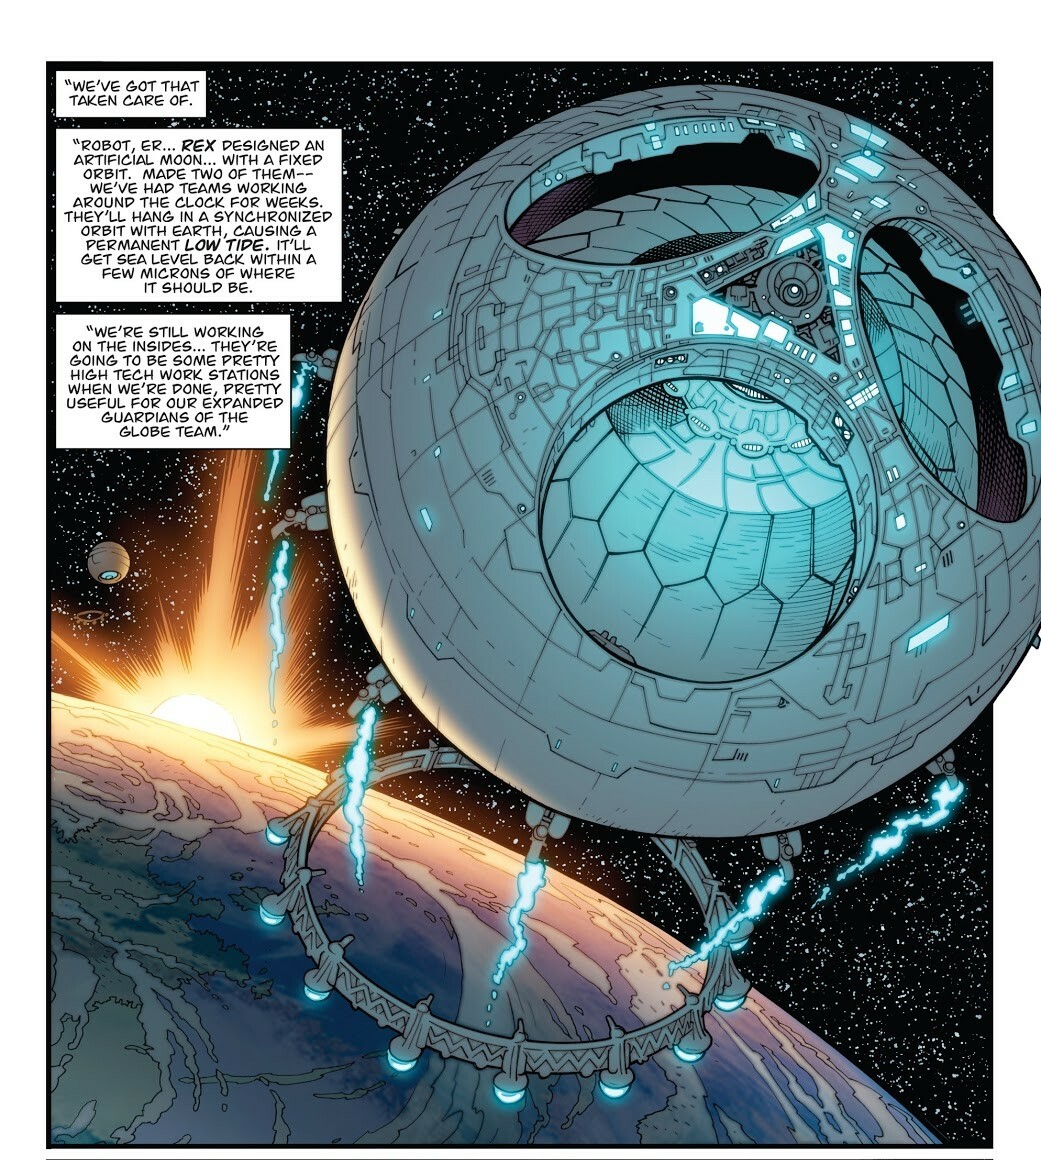 "WE'VE GOT THAT
TAKEN CARE OF.
"ROBOT, ER... REX DESIGNED AN
ARTIFICIAL MOON... WITH A FIXED
ORBIT. MADE TWO OF THEM--
WE'VE HAD TEAMS WORKING
AROUND THE CLOCK FOR WEEKS.
THEY'LL HANG IN A SYNCHRONIZED
ORBIT WITH EARTH, CAUSING A
PERMANENT LOW TIDE. IT'LL
GET SEA LEVEL BACK WITHIN A
FEW MICRONS OF WHERE
IT SHOULD BE.
"WE'RE STILL WORKING
ON THE INSIDES... THEY'RE
GOING TO BE SOME PRETTY
HIGH TECH WORK STATIONS
WHEN WE'RE DONE, PRETTY
USEFUL FOR OUR EXPANDED
GUARDIANS OF THE
GLOBE TEAM."